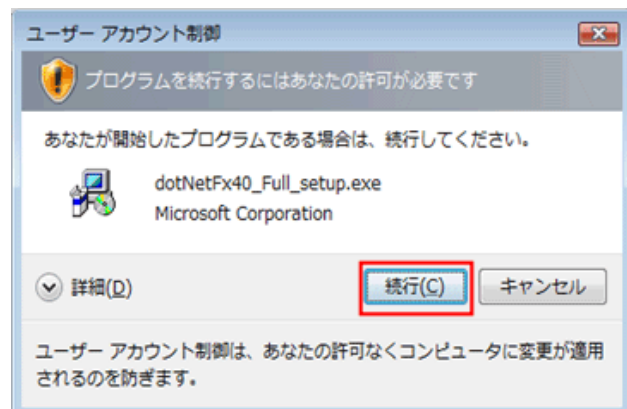 ユーザー アカウント制御
プログラムを続行するにはあなたの許可が必要です
あなたが開始したプログラムである場合は、続行してください。
dotNetFx40_Full_setup.exe
Microsoft Corporation
詳細(D)
続行(C)
キャンセル
ユーザー アカウント制御は、あなたの許可なくコンピュータに変更が適用
されるのを防ぎます。